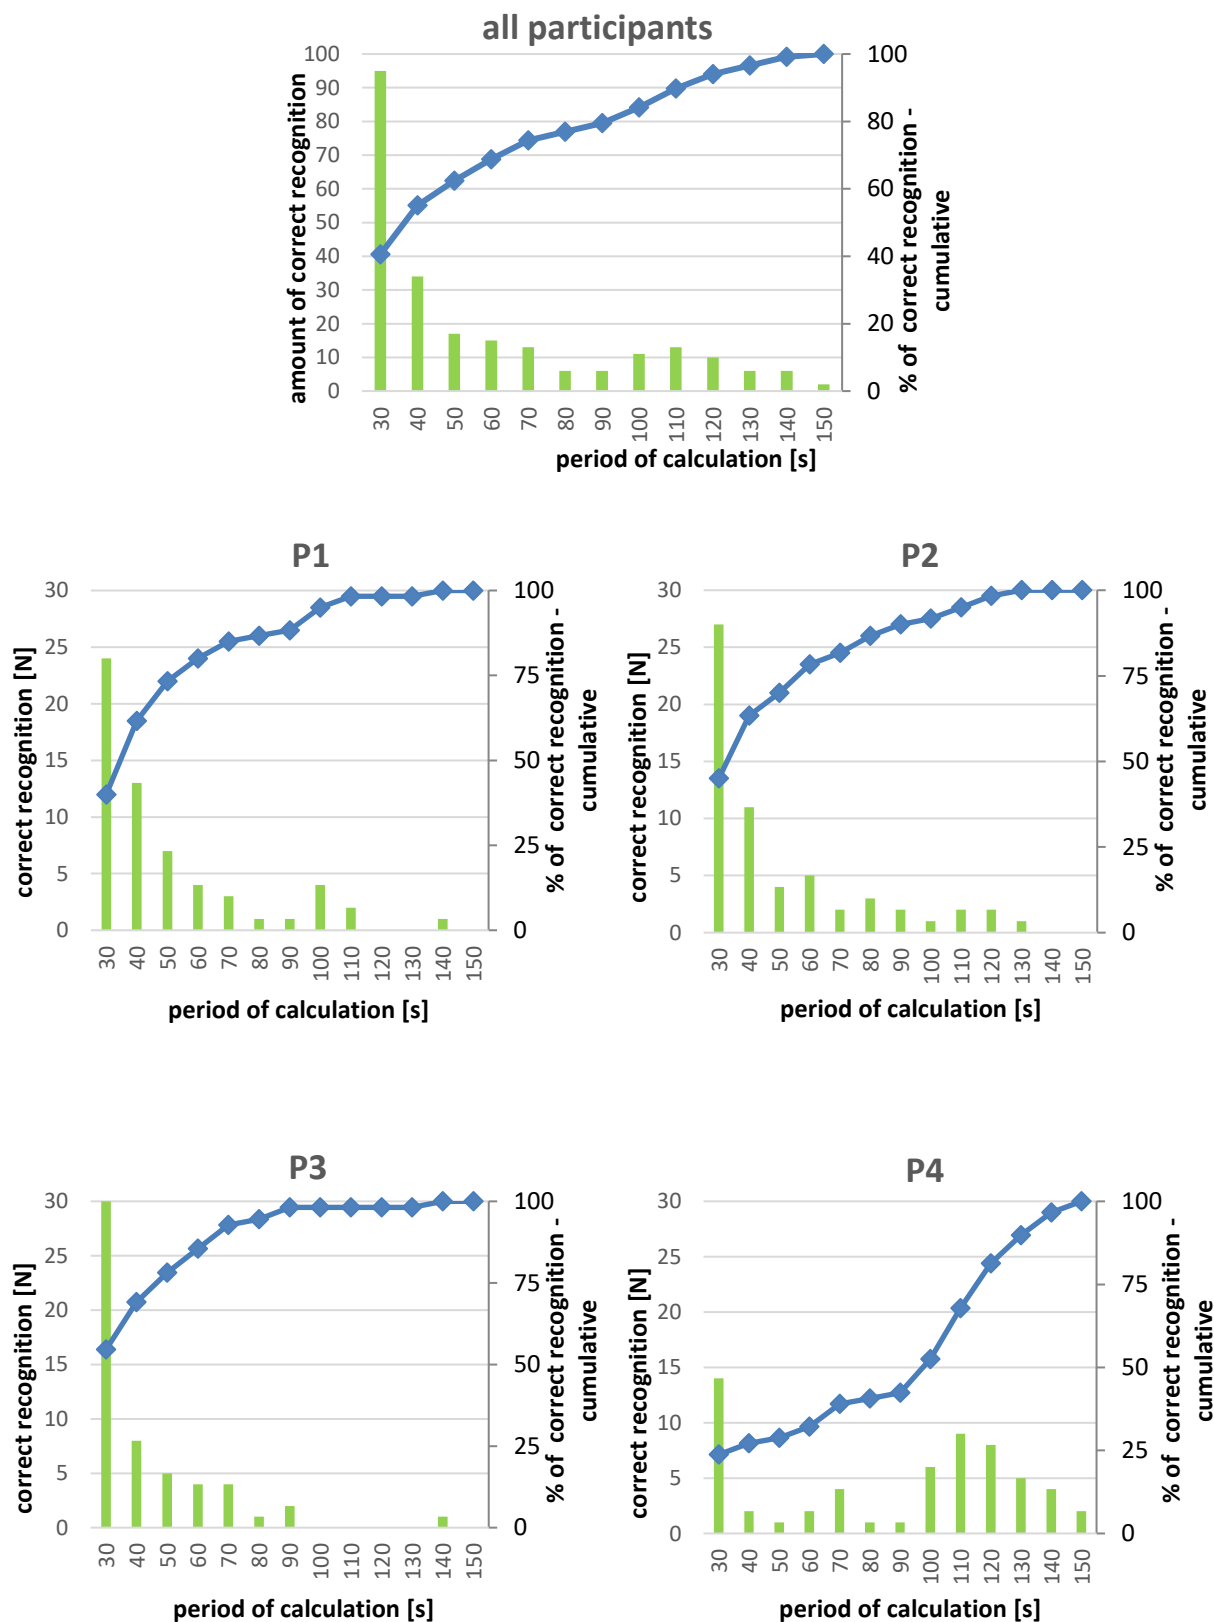 all participants
amount of correct recognition
100
90
80
70
60
50
40
30
20
10
0
100
80
60
40
20
0
% of correct recognition -
cumulative
30 40 50 60 70 80 90 100 110 120 130 140 150
period of calculation [s]
P1
correct recognition [N]
30
25
20
15
10
5
0
100
75
50
25
0
% of correct recognition -
cumulative
30 40 50 60 70 80 90 100 110 120 130 140 150
period of calculation [s]
P2
correct recognition [N]
30
25
20
15
10
5
0
100
75
50
25
0
% of correct recognition -
cumulative
30 40 50 60 70 80 90 100 110 120 130 140 150
period of calculation [s]
P3
correct recognition [N]
30
25
20
15
10
5
0
100
75
50
25
0
% of correct recognition -
cumulative
30 40 50 60 70 80 90 100 110 120 130 140 150
period of calculation [s]
P4
correct recognition [N]
30
25
20
15
10
5
0
100
75
50
25
0
% of correct recognition -
cumulative
30 40 50 60 70 80 90 100 110 120 130 140 150
period of calculation [s]